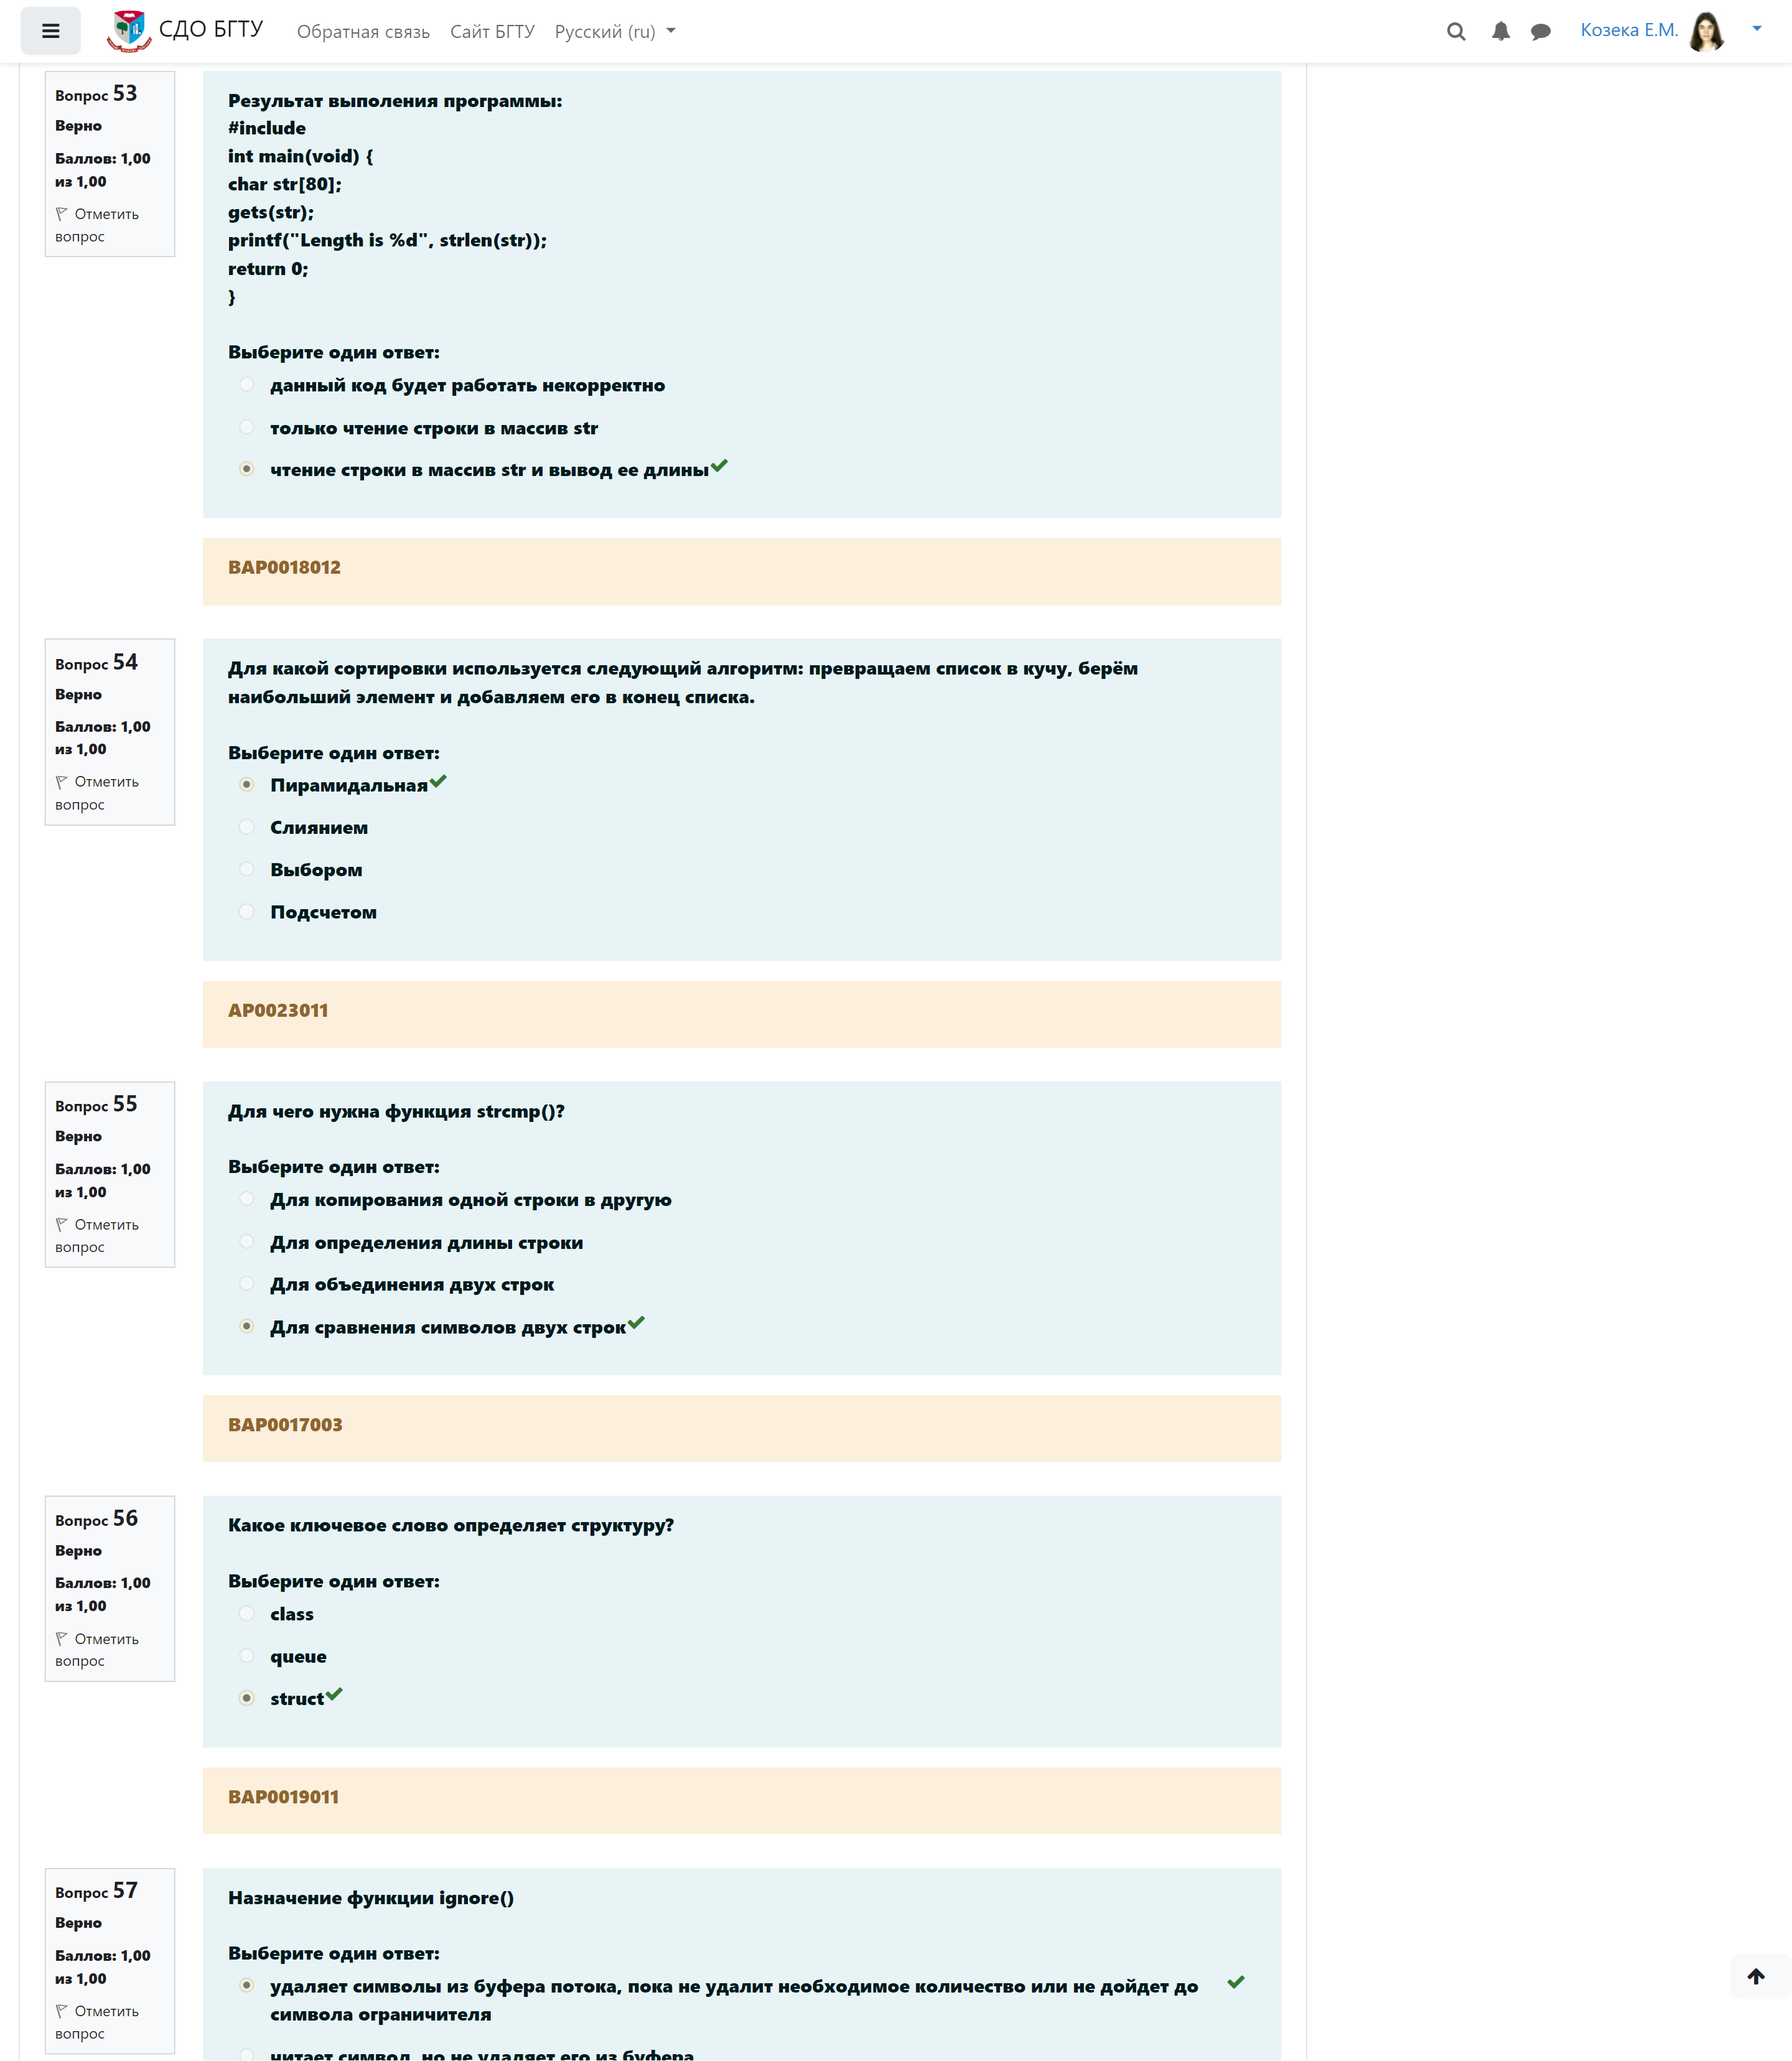 СДО БГТУ
Обратная связь Сайт БГТУ Русский (ru)
Козека Е.М.
Вопрос 53
Верно
Баллов: 1,00
из 1,00
Отметить
вопрос
Результат выполения программы:
#include
int main(void) {
char str[80];
gets(str);
printf("Length is %d", strlen(str));
return 0;
}
Выберите один ответ:
данный код будет работать некорректно
только чтение строки в массив str
чтение строки в массив str и вывод ее длины
BAP0018012
Вопрос 54
Верно
Баллов: 1,00
из 1,00
Отметить
вопрос
Для какой сортировки используется следующий алгоритм: превращаем список в кучу, берём
наибольший элемент и добавляем его в конец списка.
Выберите один ответ:
Пирамидальная
Слиянием
Выбором
Подсчетом
AP0023011
Вопрос 55
Верно
Баллов: 1,00
из 1,00
Отметить
вопрос
Для чего нужна функция strcmp()?
Выберите один ответ:
Для копирования одной строки в другую
Для определения длины строки
Для объединения двух строк
Для сравнения символов двух строк
BAP0017003
Вопрос 56
Верно
Баллов: 1,00
из 1,00
Отметить
вопрос
Какое ключевое слово определяет структуру?
Выберите один ответ:
class
queue
struct
BAP0019011
Вопрос 57
Верно
Баллов: 1,00
из 1,00
Отметить
вопрос
Назначение функции ignore()
Выберите один ответ:
удаляет символы из буфера потока, пока не удалит необходимое количество или не дойдет до
символа ограничителя
читает символ, но не удаляет его из буфера